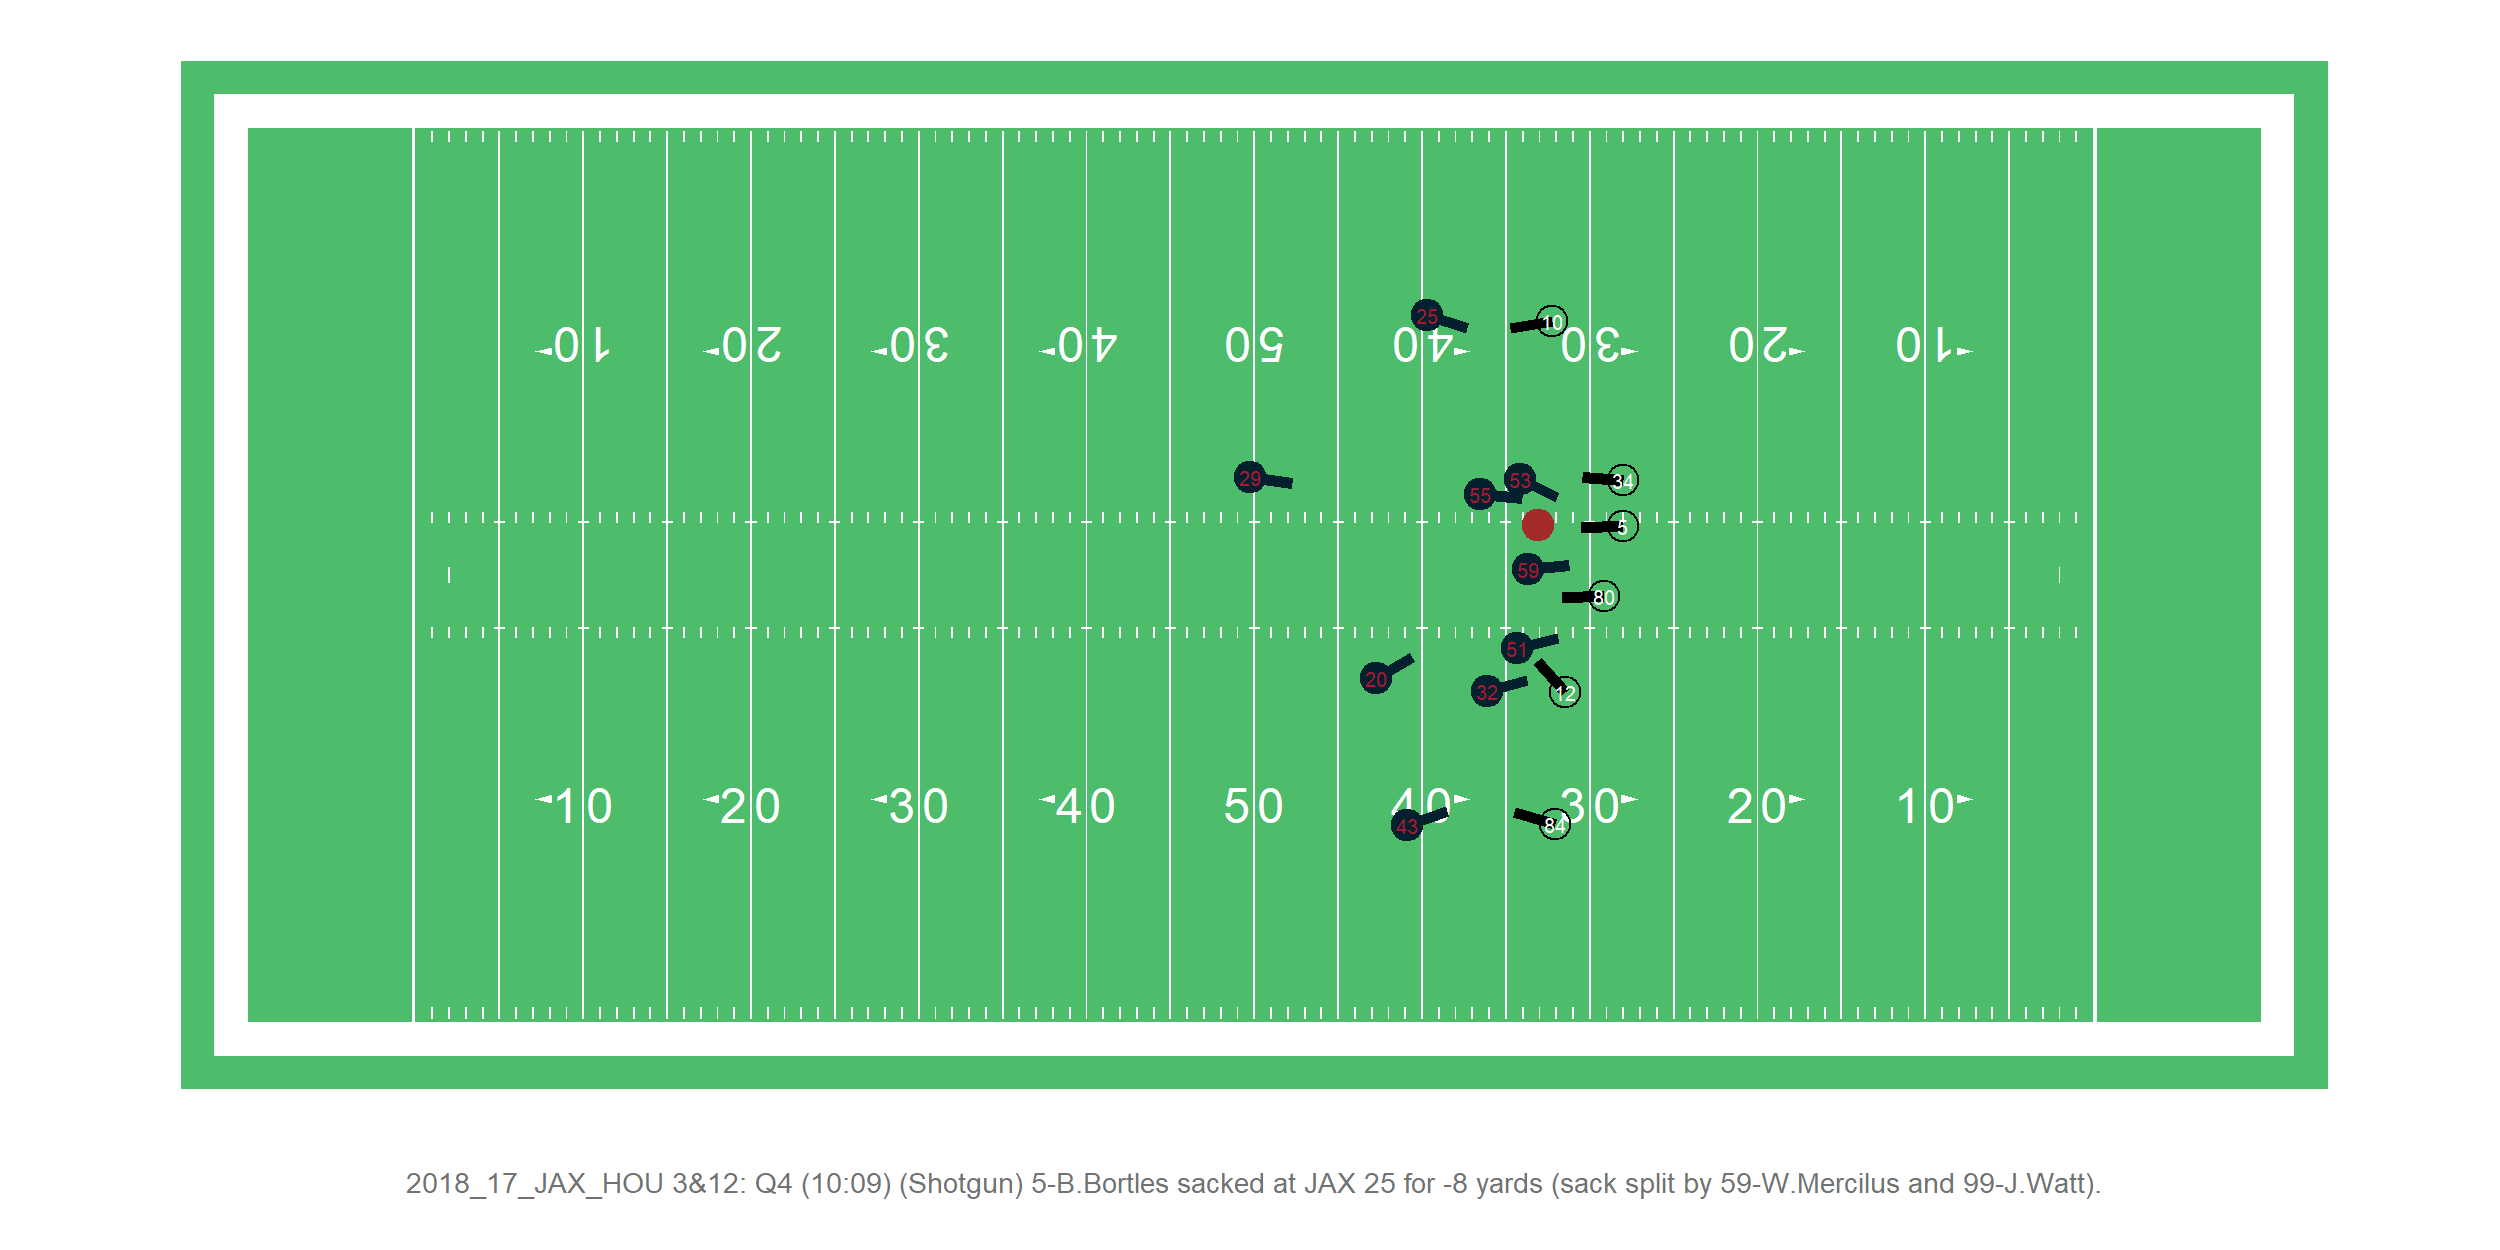 25 10
10 20 30 40 50 40 30 20 10
29 53 34
55
5
59
80
51
20 32 12
10 20 30 40 50 40 30 20 10
43 84
2018_17_JAX_HOU 3&12: Q4 (10:09) (Shotgun) 5-B.Bortles sacked at JAX 25 for -8 yards (sack split by 59-W.Mercilus and 99-J.Watt).